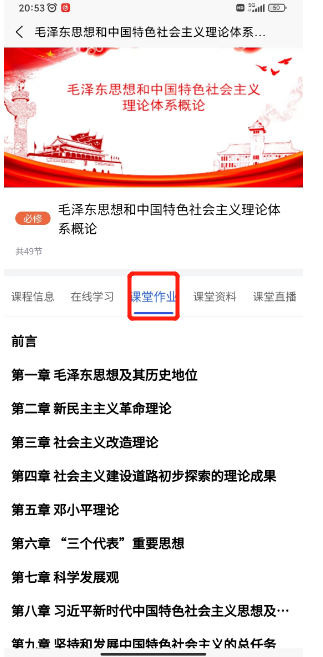 20:53
毛泽东思想和中国特色社会主义理论体系...
毛泽东思想和中国特色社会主义
理论体系概论
必修
毛泽东思想和中国特色社会主义理论体
系概论
共49节
课程信息 在线学习 课堂作业 课堂资料 课堂直播
前言
第一章 毛泽东思想及其历史地位
第二章 新民主主义革命理论
第三章 社会主义改造理论
第四章 社会主义建设道路初步探索的理论成果
第五章 邓小平理论
第六章 “三个代表”重要思想
第七章 科学发展观
第八章 习近平新时代中国特色社会主义思想及…
第九章 坚持和发展中国特色社会主义的总任务